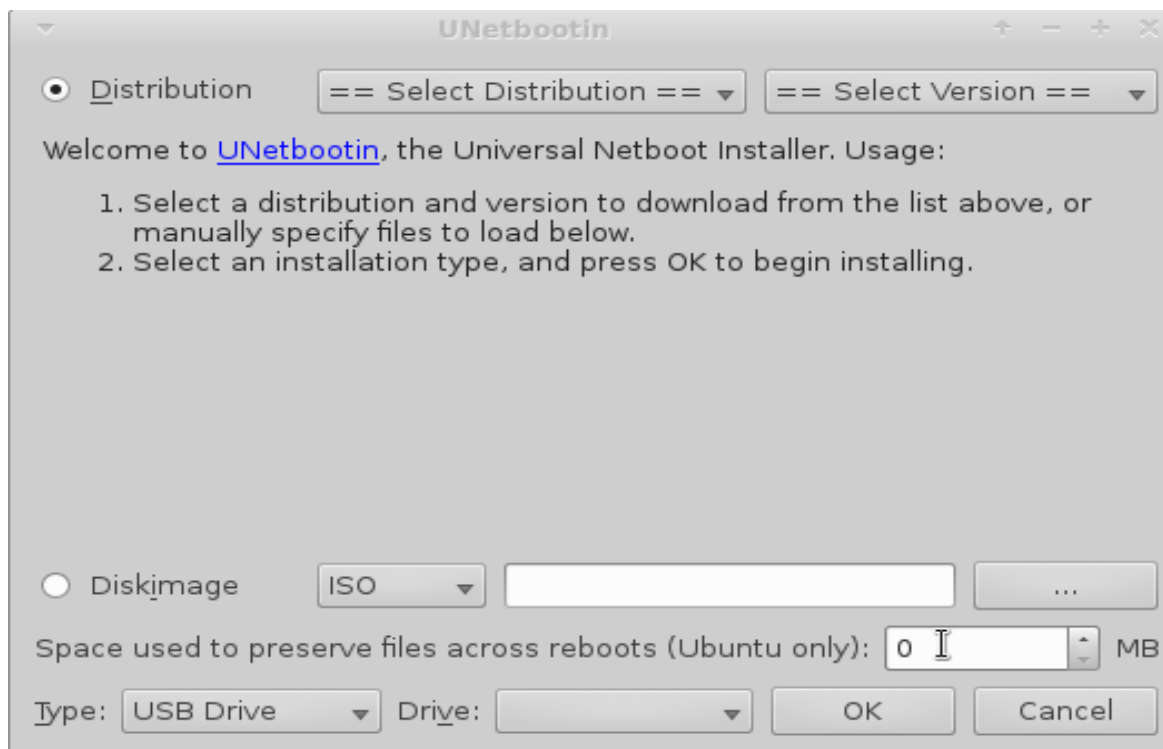 UNetbootin
Distribution == Select Distribution == == Select Version ==
Welcome to UNetbootin, the Universal Netboot Installer. Usage:
1. Select a distribution and version to download from the list above, or
manually specify files to load below.
2. Select an installation type, and press OK to begin installing.
Diskimage ISO ...
Space used to preserve files across reboots (Ubuntu only): 0 MB
Type: USB Drive Drive: OK Cancel